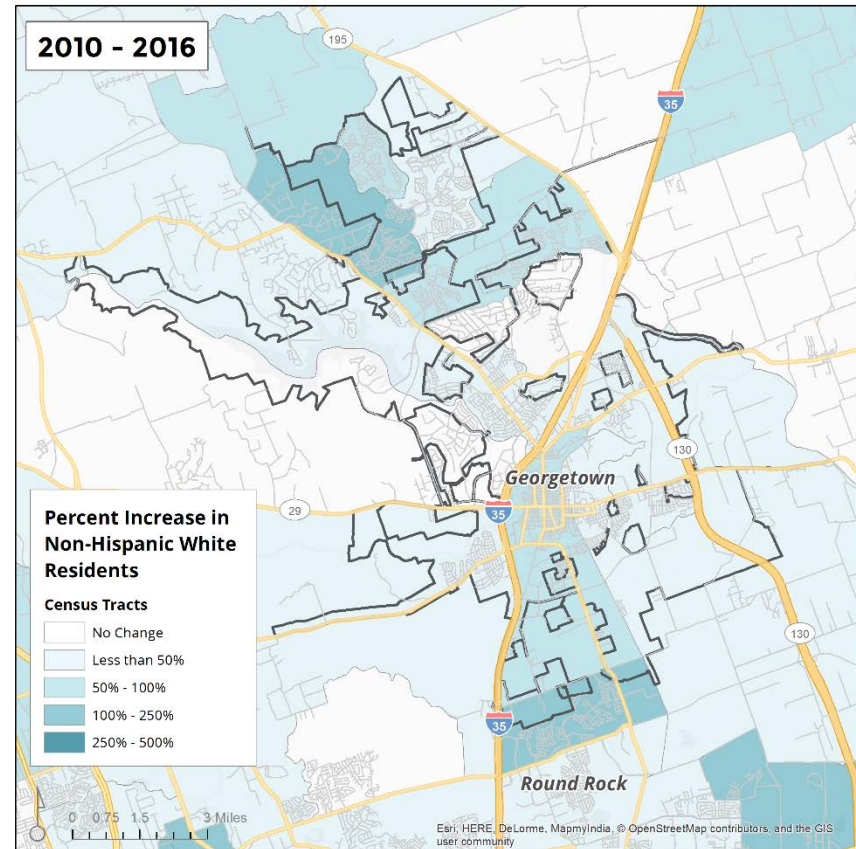 2010 - 2016
195
35
130
Georgetown
29
35
Percent Increase in
Non-Hispanic White
Residents
Census Tracts
No Change
Less than 50%
50% - 100%
100% - 250%
250% - 500%
130
35
Round Rock
0 0.75 1.5 3 Miles
Esri, HERE, DeLorme, MapmyIndia, © OpenStreetMap contributors, and the GIS
user community